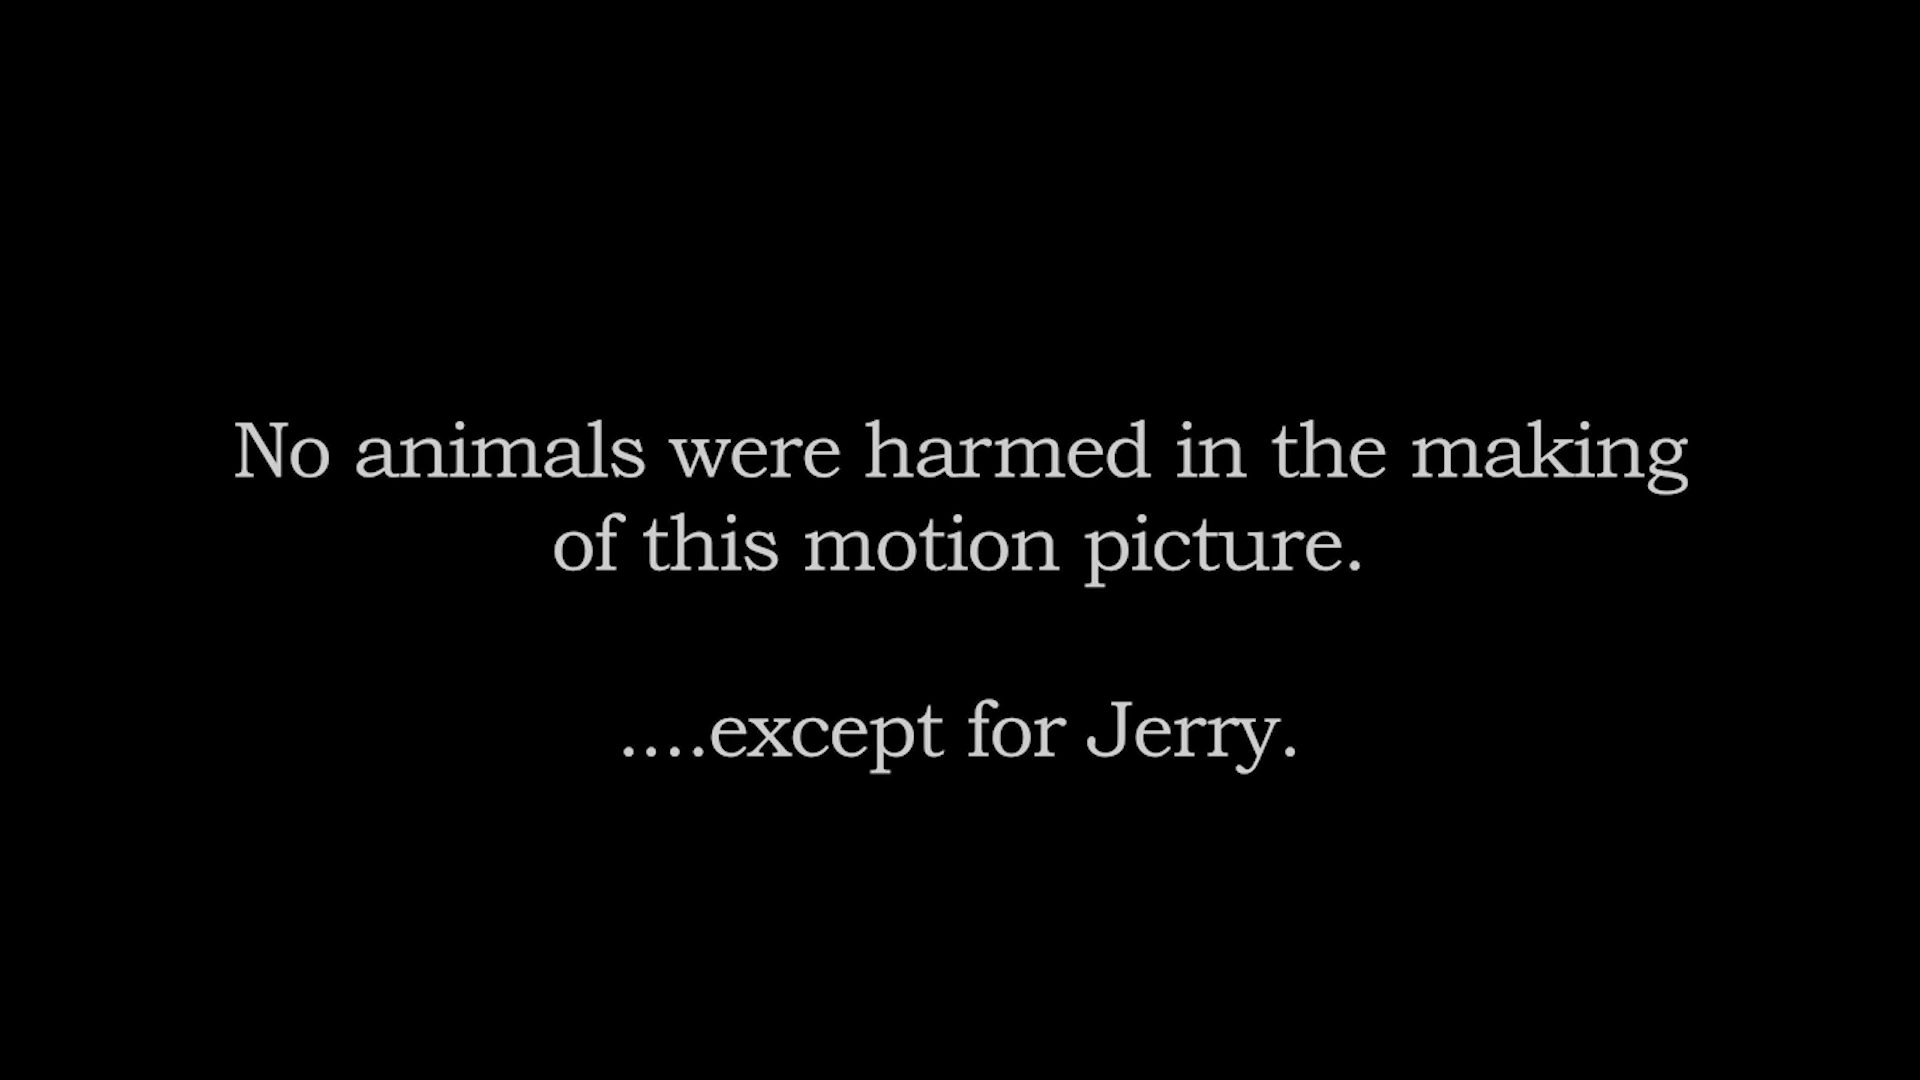 No animals were harmed in the making
of this motion picture.
....except for Jerry.